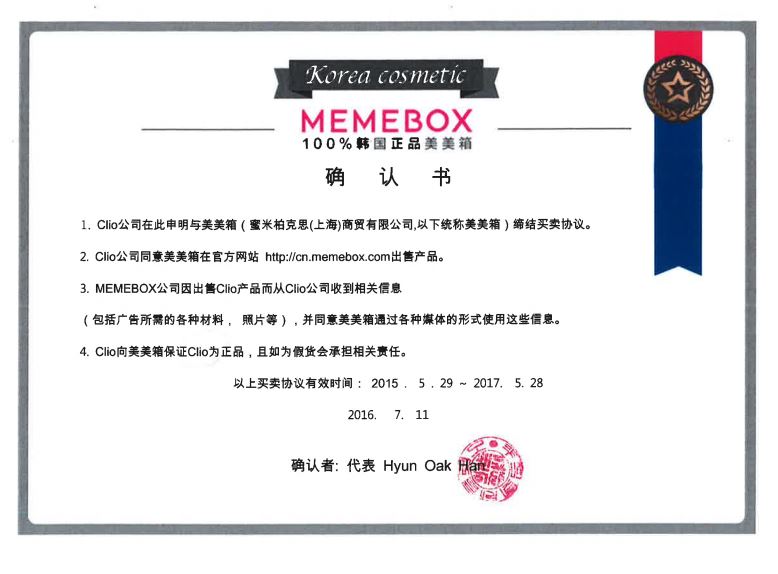 Korea cosmetic
MEMEBOX
100%韩国正品美美箱
确 认 书
1. Clio公司在此申明与美美箱（蜜米柏克思(上海)商贸有限公司,以下统称美美箱）缔结买卖协议。
2. Clio公司同意美美箱在官方网站 http://cn.memebox.com出售产品。
3. MEMEBOX公司因出售Clio产品而从Clio公司收到相关信息
（包括广告所需的各种材料， 照片等），并同意美美箱通过各种媒体的形式使用这些信息。
4. Clio向美美箱保证Clio为正品，且如为假货会承担相关责任。
以上买卖协议有效时间： 2015 . 5 . 29 ~ 2017. 5. 28
2016. 7. 11
确认者: 代表 Hyun Oak Han